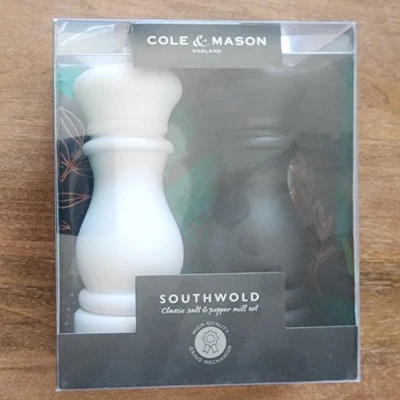 COLE & MASON
ENGLAND
SOUTHWOLD
Classic salt & pepper mill set
HIGH QUALITY
GRIND MECHANISM